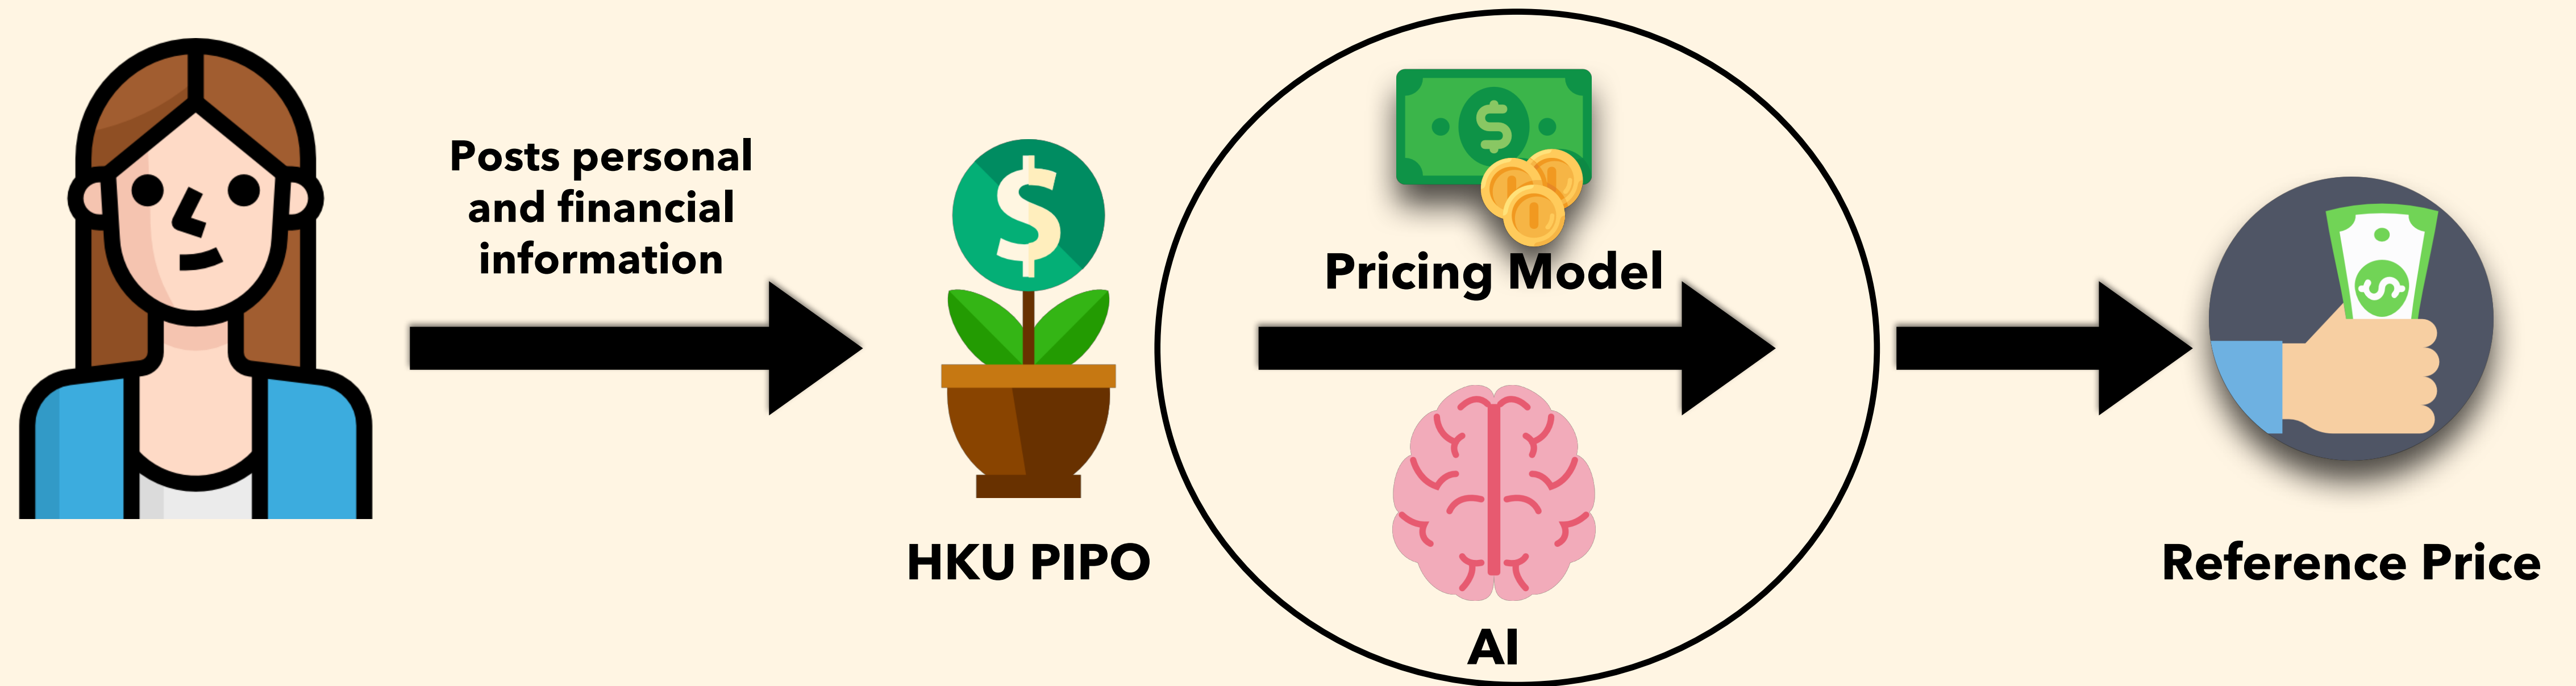 Posts personal
and financial
information
HKU PIPO
Pricing Model
AI
Reference Price